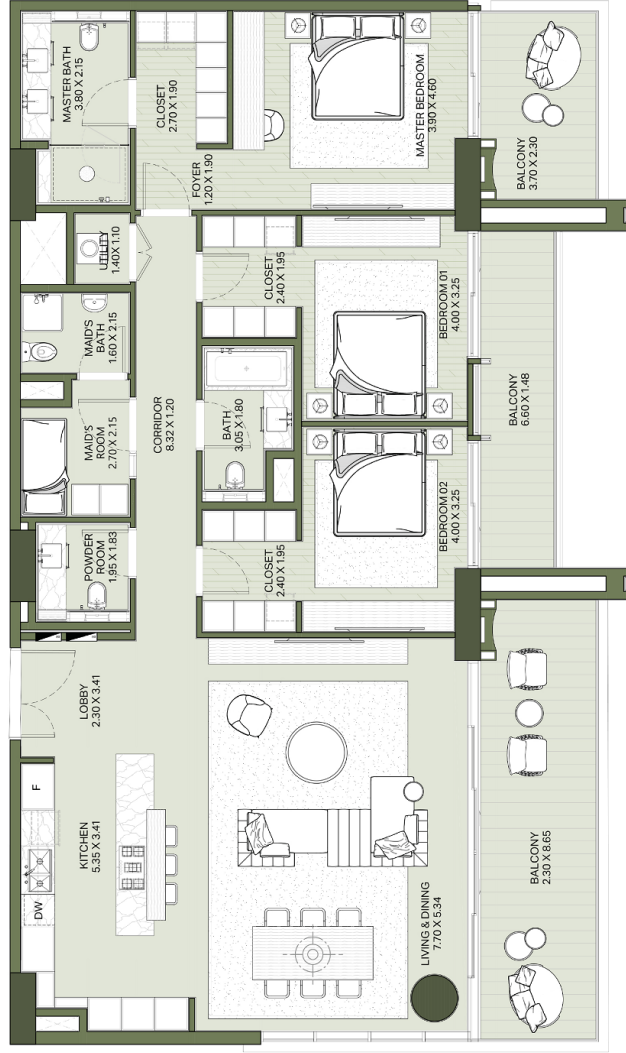 MASTER BATH
3.80 X 2.15
CLOSET
2.70 X 1.90
MASTER BEDROOM
3.90 X 4.60
BALCONY
3.70 X 2.30
FOYER
1.20 X 1.90
UTILITY
1.40X 1.10
CLOSET
2.40 X 1.95
BEDROOM 01
4.00 X 3.25
MAID'S
BATH
1.60 X 2.15
BALCONY
6.60 X 1.48
CORRIDOR
8.32 X 1.20
BATH
3.05 X 1.80
MAID'S
ROOM
2.70 X 2.15
BEDROOM 02
4.00 X 3.25
POWDER
ROOM
1.95 X 1.83
CLOSET
2.40 X 1.95
LOBBY
2.30 X 3.41
F
KITCHEN
5.35 X 3.41
DW
LIVING & DINING
7.70 X 5.34
BALCONY
2.30 X 8.65